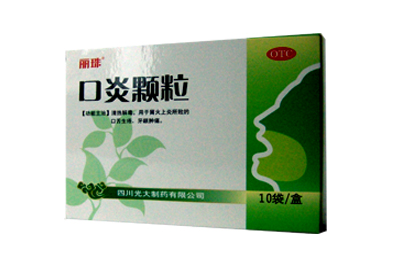 丽珠®
OTC
口炎颗粒
【功能主治】清热解毒。用于胃火上炎所致的
口舌生疮,牙龈肿痛。
四川光大制药有限公司
10袋/盒